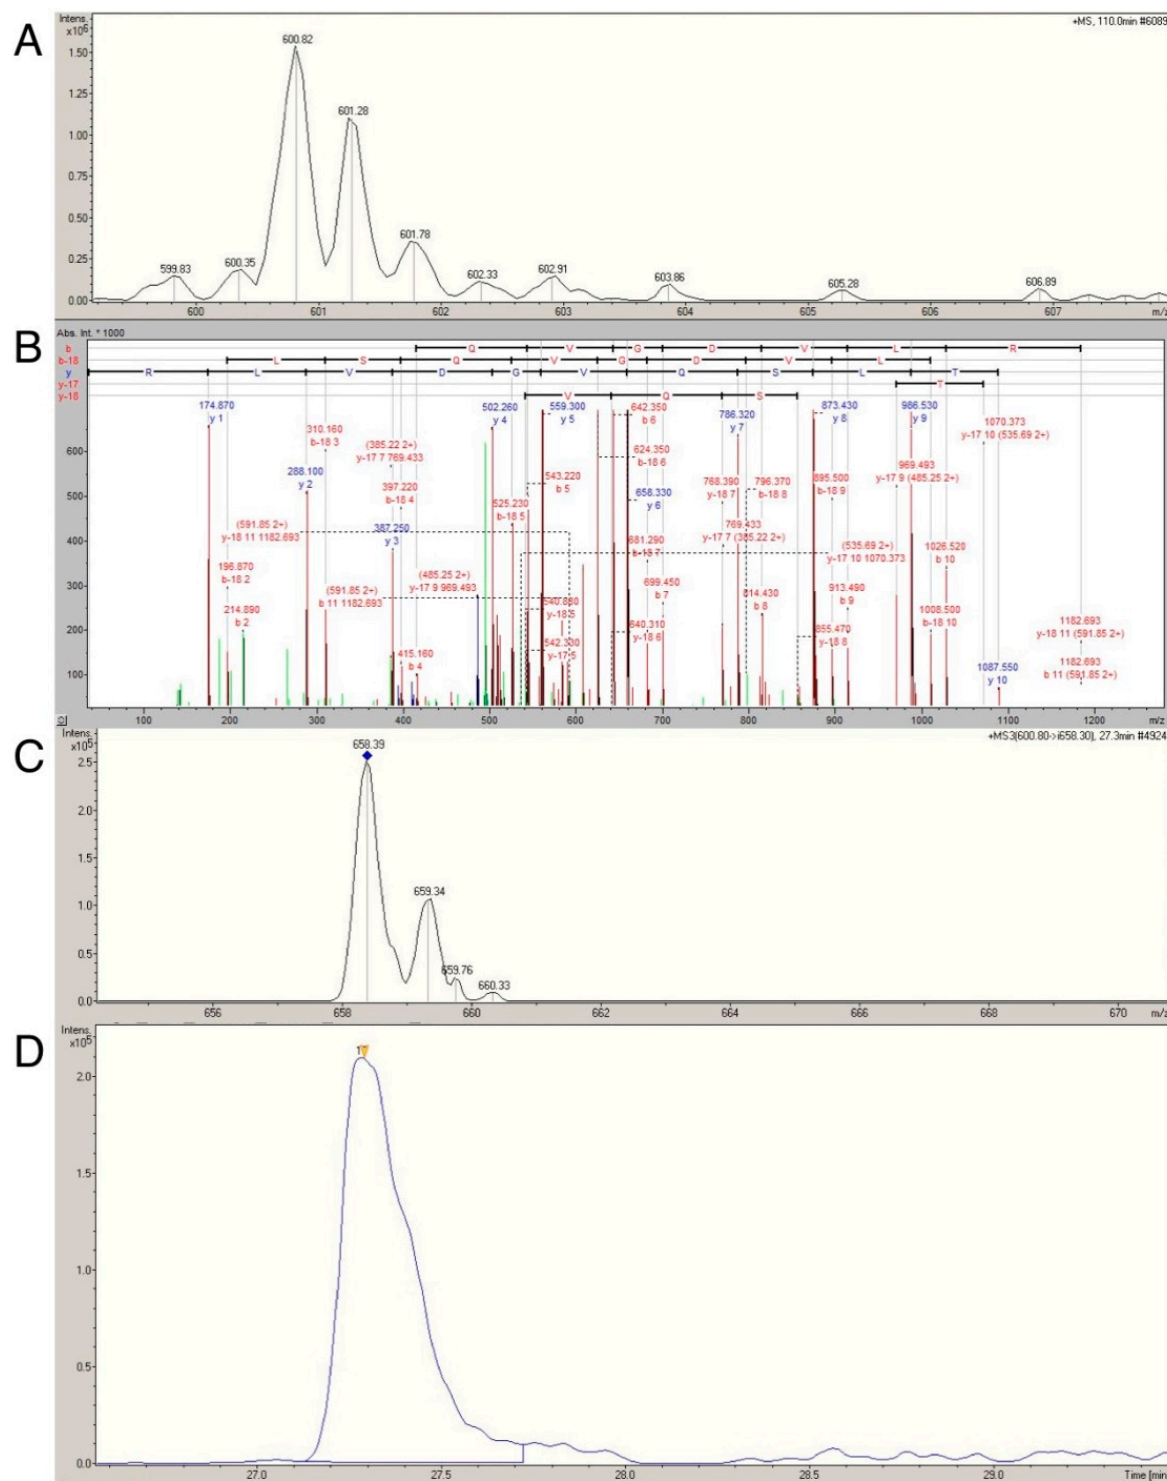 A
Intens.
x10⁶
+MS, 110.0min #6089
1.50
1.25
1.00
0.75
0.50
0.25
0.00
599.83
600.35
600.82
601.28
601.78
602.33
602.91
603.86
605.28
606.89
600 601 602 603 604 605 606 607 m/z
B
Abs. Int. * 1000
b Q V G D V L R
b-18 L S Q V G D V L
y R L V D G V Q S L T
y-17 T
y-18 V Q S
600
500
400
300
200
100
174.870
y 1
310.160
b-18 3
288.100
y 2
(385.22 2+)
y-17 7 769.433
397.220
b-18 4
387.250
y 3
(591.85 2+)
y-18 11 1182.693
196.870
b-18 2
214.890
b 2
(591.85 2+)
b 11 1182.693
(485.25 2+)
y-17 9 969.493
415.160
b 4
502.260
y 4
559.300
y 5
543.220
b 5
525.230
b-18 5
y-18 5
542.330
y-17 5
642.350
b 6
624.350
b-18 6
658.330
y 6
681.290
b-18 7
699.450
b 7
640.310
y-18 6
786.320
y 7
768.390
y-18 7
796.370
b-18 8
769.433
y-17 7 (385.22 2+)
814.430
b 8
855.470
y-18 8
873.430
y 8
895.500
b-18 9
913.490
b 9
(535.69 2+)
y-17 10 1070.373
986.530
y 9
969.493
y-17 9 (485.25 2+)
1026.520
b 10
1008.500
b-18 10
1070.373
y-17 10 (535.69 2+)
1087.550
y 10
1182.693
y-18 11 (591.85 2+)
1182.693
b 11 (591.85 2+)
100 200 300 400 500 600 700 800 900 1000 1100 1200 m/z
C
Intens.
x10⁵
+MS3(600.80->i658.30), 27.3min #4924
2.5
2.0
1.5
1.0
0.5
0.0
658.39
659.34
659.76
660.33
656 658 660 662 664 666 668 670 m/z
D
Intens.
x10⁵
2.0
1.5
1.0
0.5
0.0
27.0 27.5 28.0 28.5 29.0 Time [min]